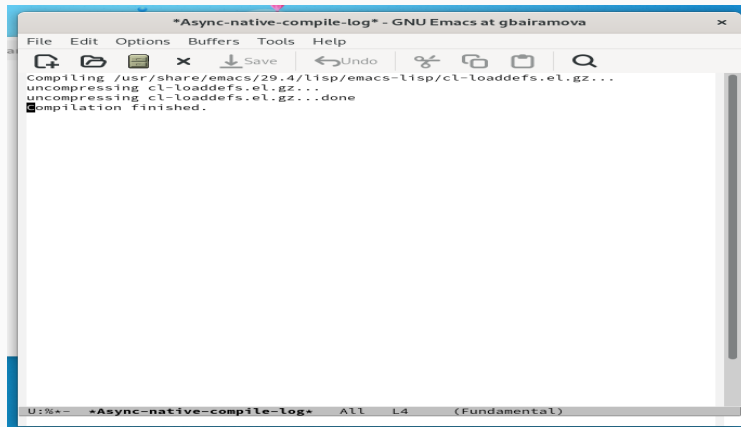 *Async-native-compile-log* - GNU Emacs at gbairamova
File Edit Options Buffers Tools Help
Save Undo
Compiling /usr/share/emacs/29.4/lisp/emacs-lisp/cl-loaddefs.el.gz...
uncompressing cl-loaddefs.el.gz...
uncompressing cl-loaddefs.el.gz...done
Compilation finished.
U:%*- *Async-native-compile-log* All L4 (Fundamental)